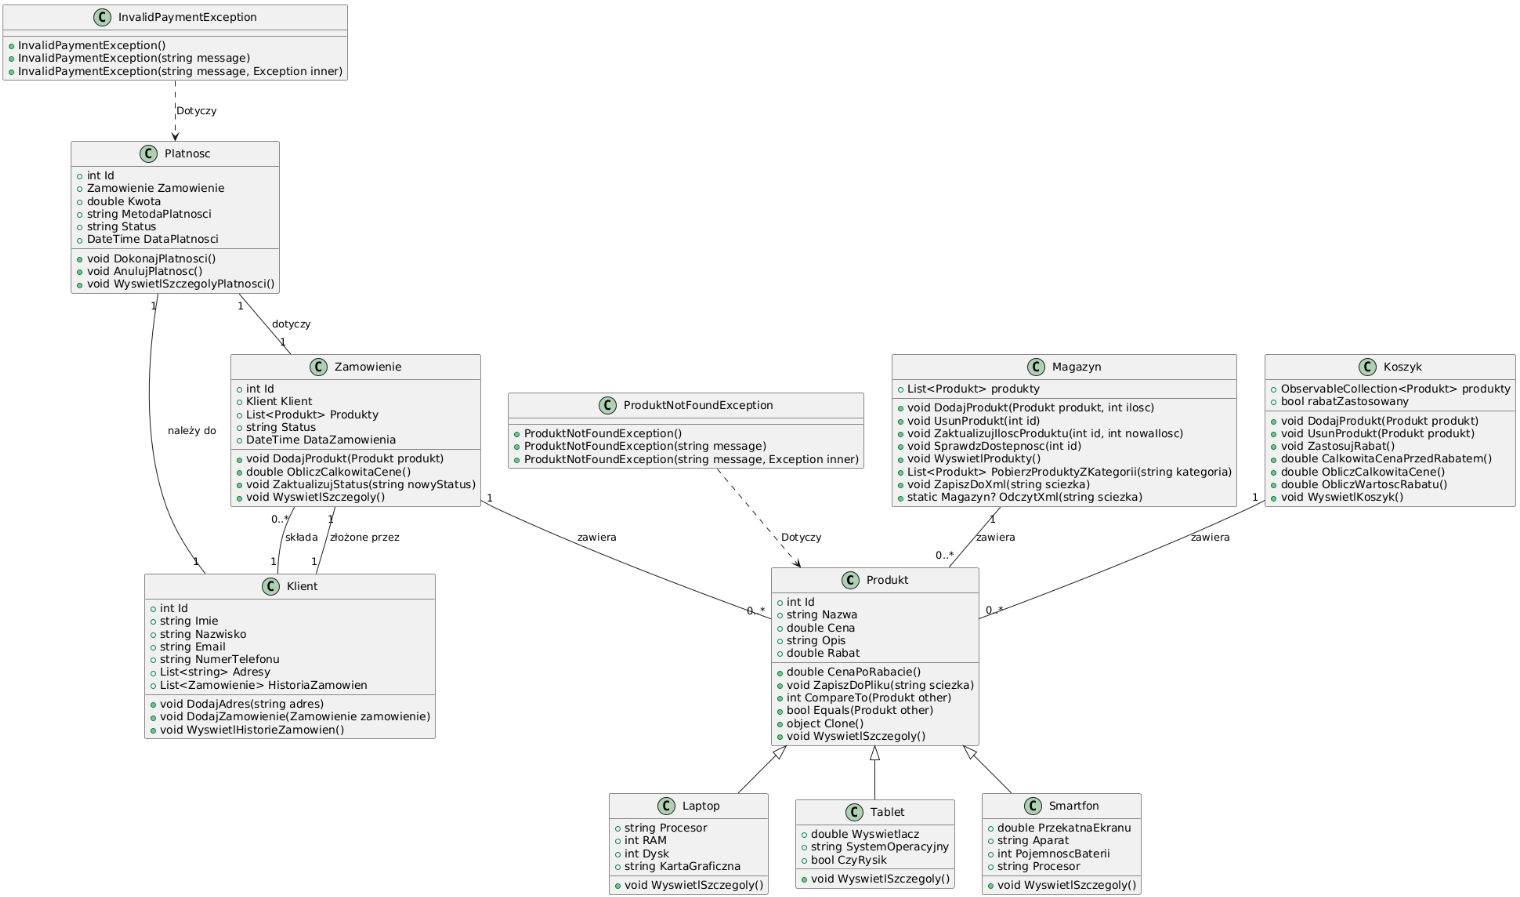 C InvalidPaymentException
InvalidPaymentException()
InvalidPaymentException(string message)
InvalidPaymentException(string message, Exception inner)
Dotyczy
C Platnosc
int Id
Zamowienie Zamowienie
double Kwota
string MetodaPlatnosci
string Status
DateTime DataPlatnosci
void DokonajPlatnosci()
void AnulujPlatnosc()
void WyswietlSzczegolyPlatnosci()
1
1
dotyczy
1
należy do
1
C Zamowienie
int Id
Klient Klient
List<Produkt> Produkty
string Status
DateTime DataZamowienia
void DodajProdukt(Produkt produkt)
double ObliczCalkowitaCene()
void ZaktualizujStatus(string nowyStatus)
void WyswietlSzczegoly()
0..*
składa
1
1
złożone przez
1
1
zawiera
0..*
C ProduktNotFoundException
ProduktNotFoundException()
ProduktNotFoundException(string message)
ProduktNotFoundException(string message, Exception inner)
Dotyczy
C Magazyn
List<Produkt> produkty
void DodajProdukt(Produkt produkt, int ilosc)
void UsunProdukt(int id)
void ZaktualizujIloscProduktu(int id, int nowaIlosc)
void SprawdzDostepnosc(int id)
void WyswietlProdukty()
List<Produkt> PobierzProduktyZKategorii(string kategoria)
void ZapiszDoXml(string sciezka)
static Magazyn? OdczytXml(string sciezka)
1
zawiera
0..*
C Koszyk
ObservableCollection<Produkt> produkty
bool rabatZastosowany
void DodajProdukt(Produkt produkt)
void UsunProdukt(Produkt produkt)
void ZastosujRabat()
double CalkowitaCenaPrzedRabatem()
double ObliczCalkowitaCene()
double ObliczWartoscRabatu()
void WyswietlKoszyk()
1
zawiera
0..*
C Klient
int Id
string Imie
string Nazwisko
string Email
string NumerTelefonu
List<string> Adresy
List<Zamowienie> HistoriaZamowien
void DodajAdres(string adres)
void DodajZamowienie(Zamowienie zamowienie)
void WyswietlHistorieZamowien()
C Produkt
int Id
string Nazwa
double Cena
string Opis
double Rabat
double CenaPoRabacie()
void ZapiszDoPliku(string sciezka)
int CompareTo(Produkt other)
bool Equals(Produkt other)
object Clone()
void WyswietlSzczegoly()
C Laptop
string Procesor
int RAM
int Dysk
string KartaGraficzna
void WyswietlSzczegoly()
C Tablet
double Wyswietlacz
string SystemOperacyjny
bool CzyRysik
void WyswietlSzczegoly()
C Smartfon
double PrzekatnaEkranu
string Aparat
int PojemnoscBaterii
string Procesor
void WyswietlSzczegoly()